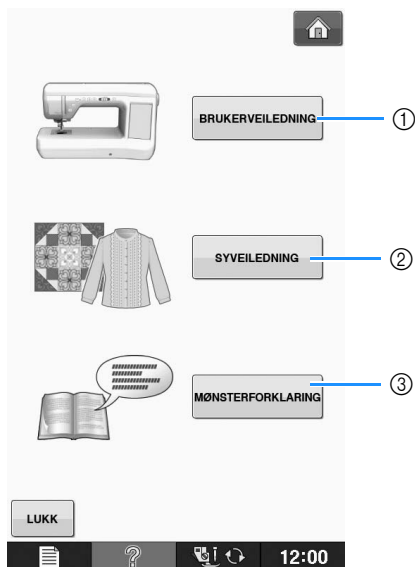 BRUKERVEILEDNING
①
SYVEILEDNING
②
MØNSTERFORKLARING
③
LUKK
?
12:00